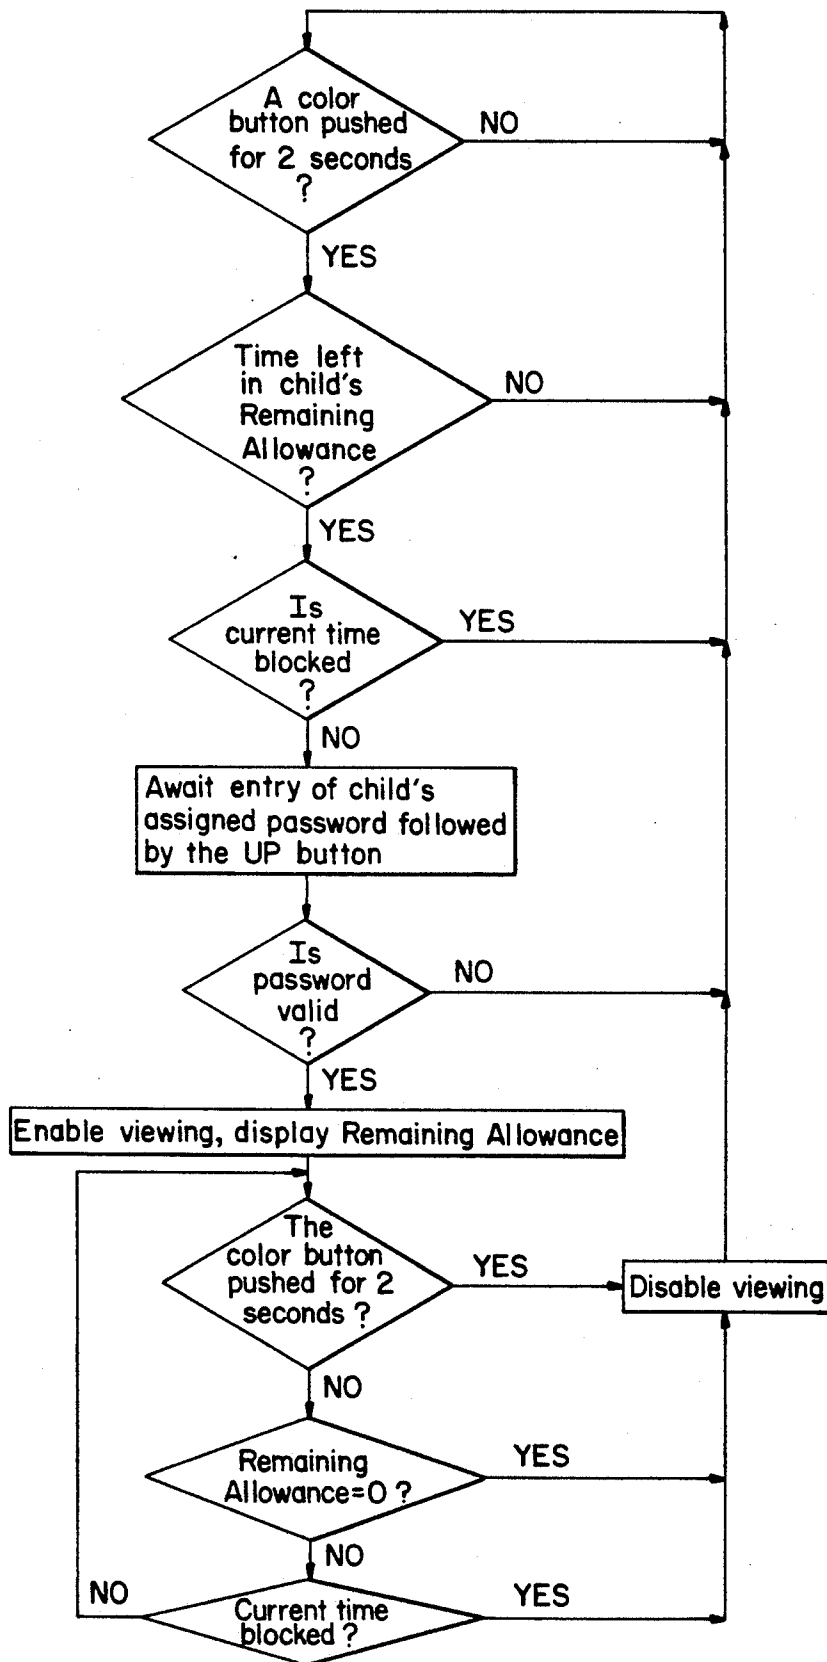 A color
button pushed
for 2 seconds
?
NO
YES
Time left
in child's
Remaining
Allowance
?
NO
YES
Is
current time
blocked
?
YES
NO
Await entry of child's
assigned password followed
by the UP button
Is
password
valid
?
NO
YES
Enable viewing, display Remaining Allowance
The
color button
pushed for 2
seconds ?
YES
Disable viewing
NO
Remaining
Allowance=0 ?
YES
NO
Current time
blocked ?
NO
YES